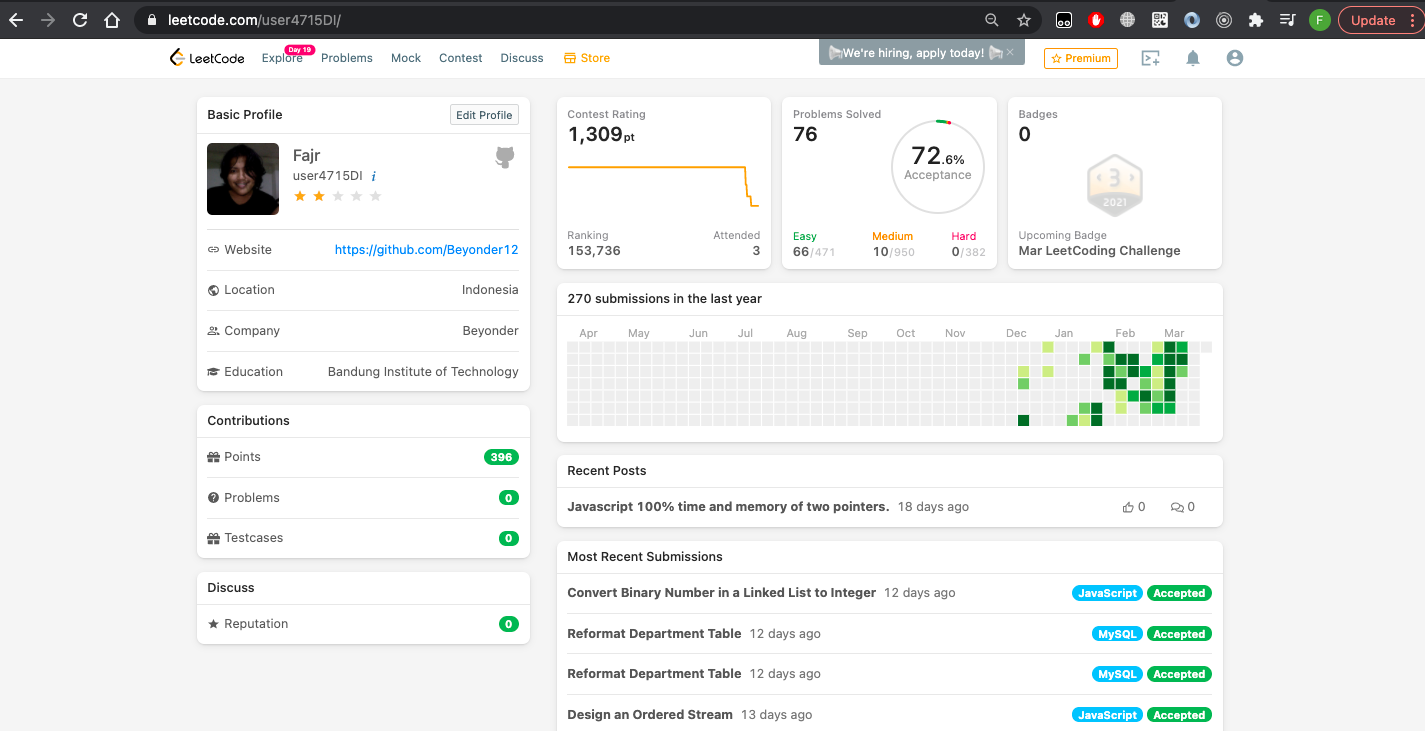 leetcode.com/user4715DI/
F
Update
LeetCode
Explore
Day 19
Problems
Mock
Contest
Discuss
Store
We're hiring, apply today!
Premium
Basic Profile
Edit Profile
Fajr
user4715DI
Website https://github.com/Beyonder12
Location Indonesia
Company Beyonder
Education Bandung Institute of Technology
Contributions
Points 396
Problems 0
Testcases 0
Discuss
Reputation 0
Contest Rating
1,309pt
Ranking Attended
153,736 3
Problems Solved
76
72.6%
Acceptance
Easy Medium Hard
66/471 10/950 0/382
Badges
0
3
2021
Upcoming Badge
Mar LeetCoding Challenge
270 submissions in the last year
Apr May Jun Jul Aug Sep Oct Nov Dec Jan Feb Mar
Recent Posts
Javascript 100% time and memory of two pointers. 18 days ago 0 0
Most Recent Submissions
Convert Binary Number in a Linked List to Integer 12 days ago JavaScript Accepted
Reformat Department Table 12 days ago MySQL Accepted
Reformat Department Table 12 days ago MySQL Accepted
Design an Ordered Stream 13 days ago JavaScript Accepted